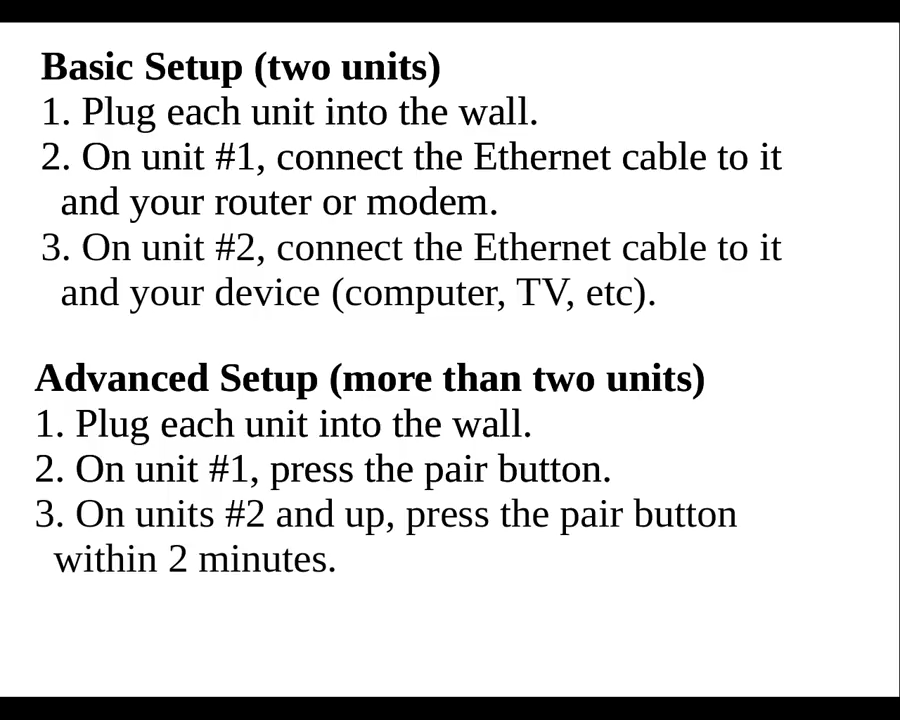 Basic Setup (two units)
1. Plug each unit into the wall.
2. On unit #1, connect the Ethernet cable to it
and your router or modem.
3. On unit #2, connect the Ethernet cable to it
and your device (computer, TV, etc).
Advanced Setup (more than two units)
1. Plug each unit into the wall.
2. On unit #1, press the pair button.
3. On units #2 and up, press the pair button
within 2 minutes.